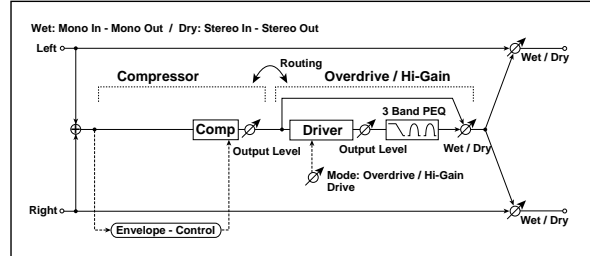 Wet: Mono In - Mono Out / Dry: Stereo In - Stereo Out
Left
Wet / Dry
Routing
Compressor
Overdrive / Hi-Gain
3 Band PEQ
Comp
Driver
Output Level
Output Level
Wet / Dry
Mode: Overdrive / Hi-Gain
Drive
Right
Wet / Dry
Envelope - Control